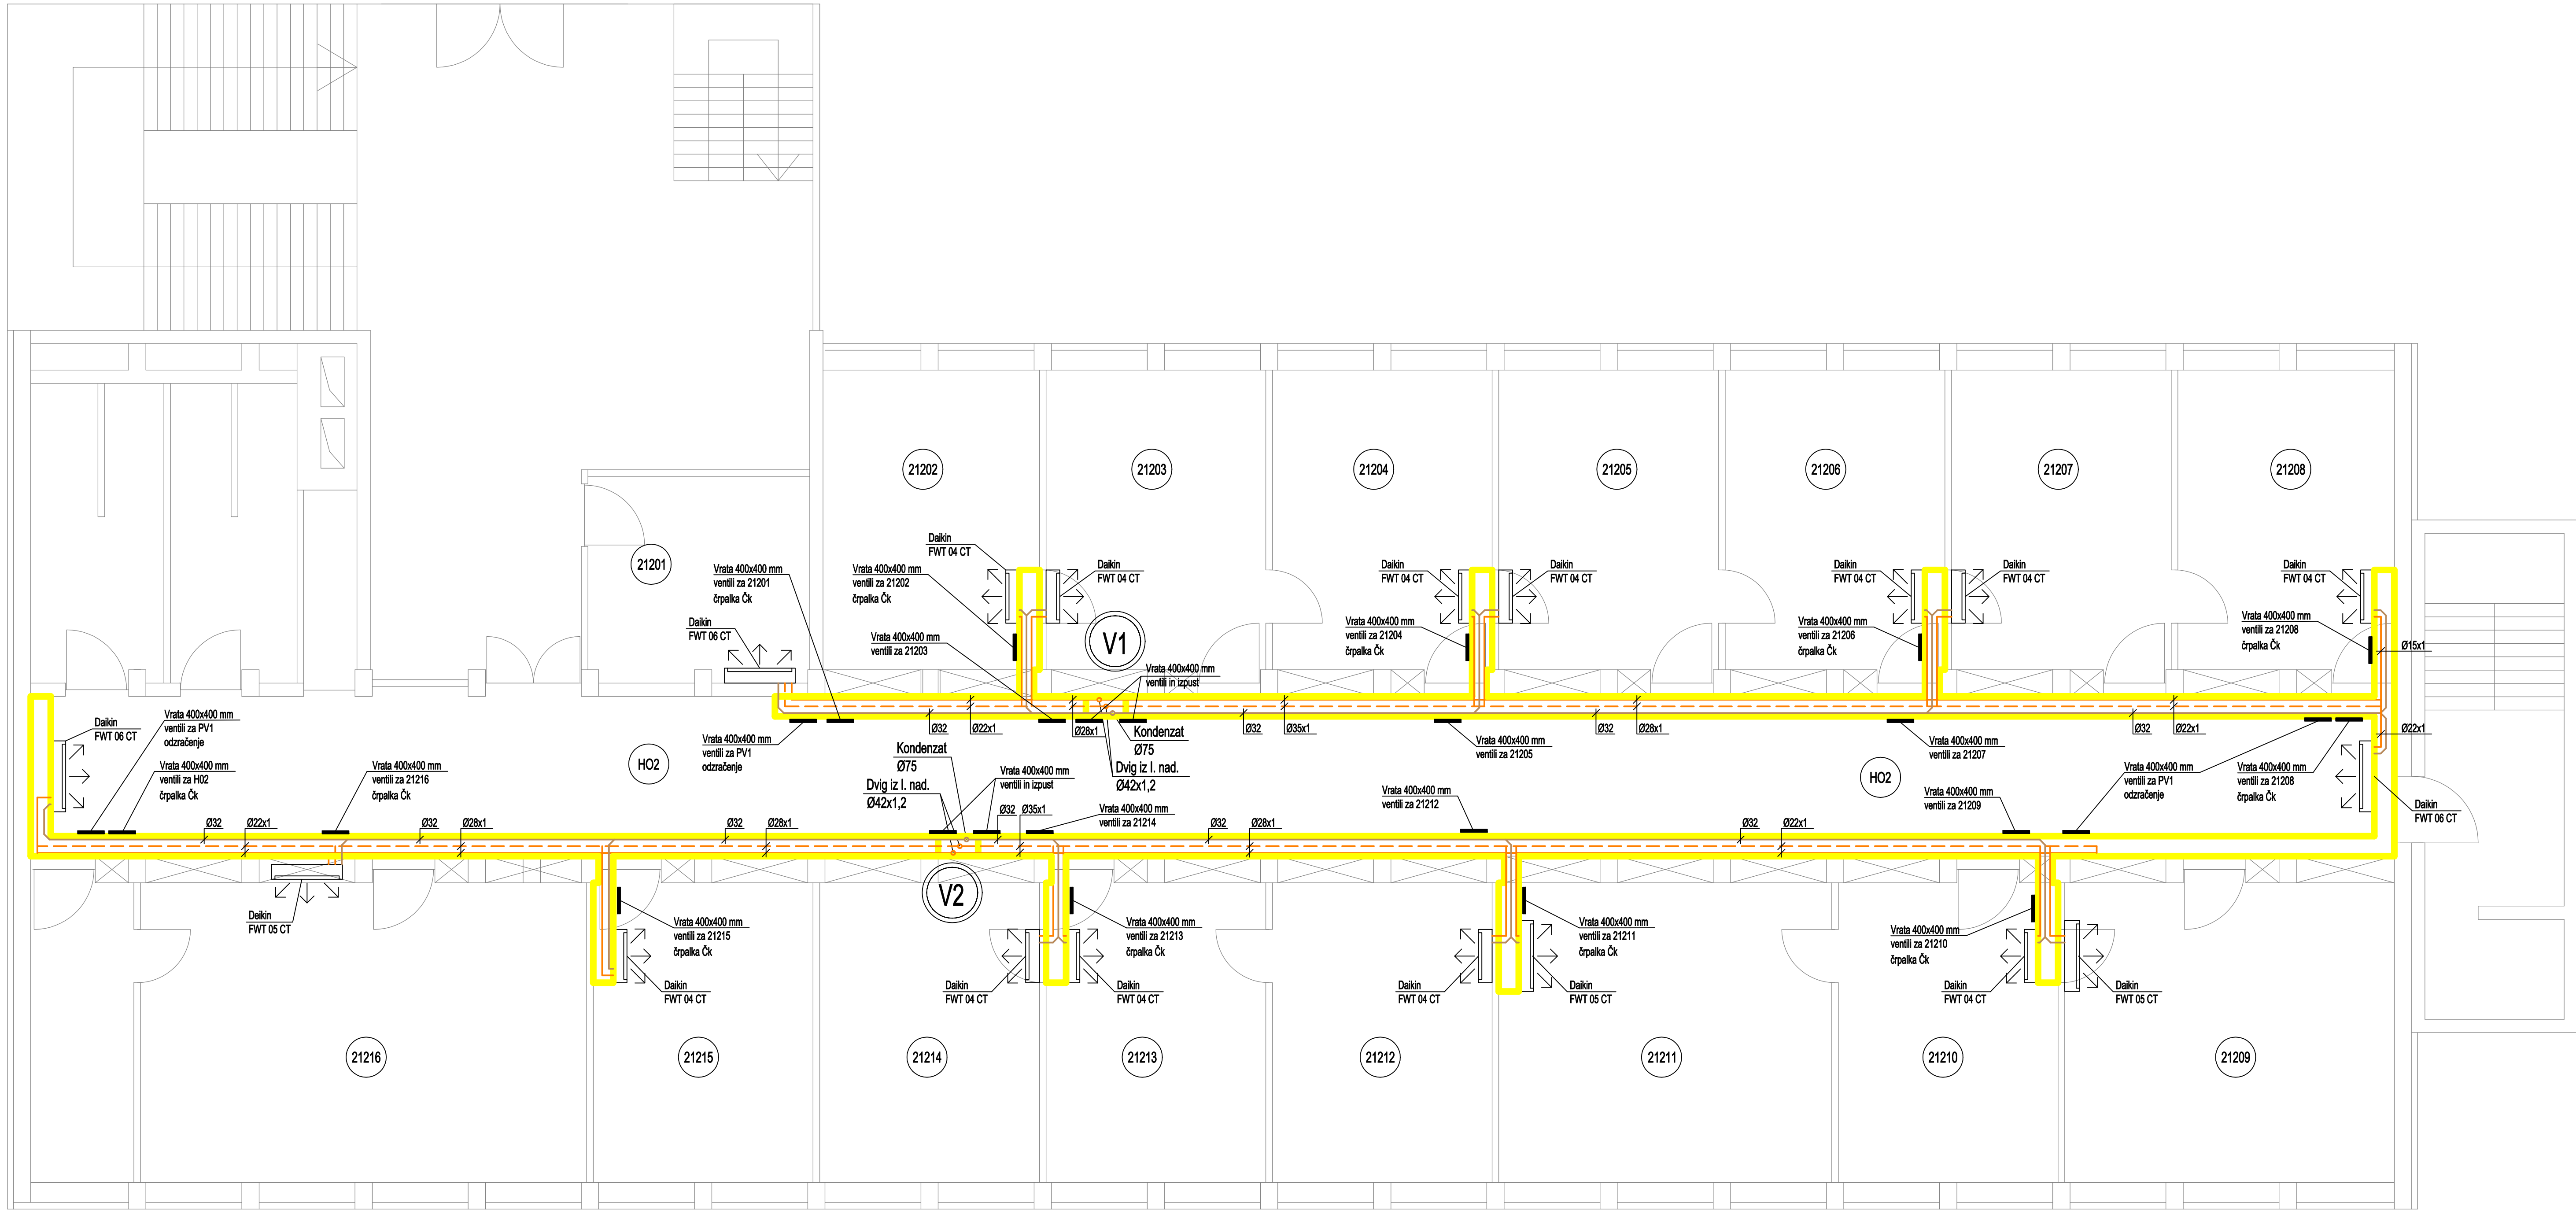 21202
21203
21204
21205
21206
21207
21208
21201
Daikin
FWT 04 CT
Daikin
FWT 04 CT
Daikin
FWT 04 CT
Daikin
FWT 04 CT
Daikin
FWT 04 CT
Daikin
FWT 04 CT
Daikin
FWT 04 CT
Vrata 400x400 mm
ventili za 21201
črpalka Čk
Vrata 400x400 mm
ventili za 21202
črpalka Čk
Daikin
FWT 06 CT
Vrata 400x400 mm
ventili za 21203
V1
Vrata 400x400 mm
ventili in izpust
Vrata 400x400 mm
ventili za 21204
črpalka Čk
Vrata 400x400 mm
ventili za 21206
črpalka Čk
Vrata 400x400 mm
ventili za 21208
črpalka Čk
Ø15x1
Daikin
FWT 06 CT
Vrata 400x400 mm
ventili za PV1
odzračenje
Vrata 400x400 mm
ventili za H02
črpalka Čk
Vrata 400x400 mm
ventili za 21216
črpalka Čk
HO2
Vrata 400x400 mm
ventili za PV1
odzračenje
Ø32
Ø22x1
Ø28x1
Kondenzat
Ø75
Dvig iz I. nad.
Ø42x1,2
Ø32
Ø35x1
Vrata 400x400 mm
ventili za 21205
Ø32
Ø28x1
Vrata 400x400 mm
ventili za 21207
Ø32
Ø22x1
Ø22x1
Kondenzat
Ø75
Dvig iz I. nad.
Ø42x1,2
Vrata 400x400 mm
ventili in izpust
HO2
Vrata 400x400 mm
ventili za PV1
odzračenje
Vrata 400x400 mm
ventili za 21208
črpalka Čk
Daikin
FWT 06 CT
Ø32
Ø22x1
Ø32
Ø28x1
Ø32
Ø28x1
Ø32
Ø35x1
Vrata 400x400 mm
ventili za 21214
Ø32
Ø28x1
Vrata 400x400 mm
ventili za 21212
Ø32
Ø22x1
Vrata 400x400 mm
ventili za 21209
Deikin
FWT 05 CT
Vrata 400x400 mm
ventili za 21215
črpalka Čk
V2
Vrata 400x400 mm
ventili za 21213
črpalka Čk
Vrata 400x400 mm
ventili za 21211
črpalka Čk
Vrata 400x400 mm
ventili za 21210
črpalka Čk
Daikin
FWT 04 CT
Daikin
FWT 04 CT
Daikin
FWT 04 CT
Daikin
FWT 04 CT
Daikin
FWT 05 CT
Daikin
FWT 04 CT
Daikin
FWT 05 CT
21216
21215
21214
21213
21212
21211
21210
21209